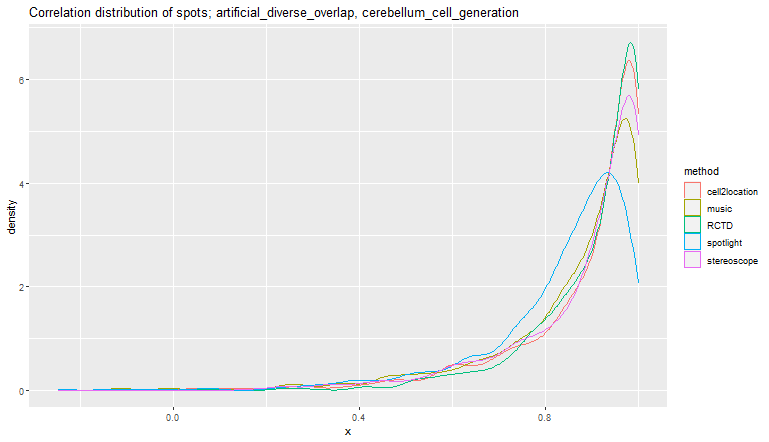 Correlation distribution of spots; artificial_diverse_overlap, cerebellum_cell_generation
6
4
2
0
density
0.0
0.4
0.8
x
method
cell2location
music
RCTD
spotlight
stereoscope